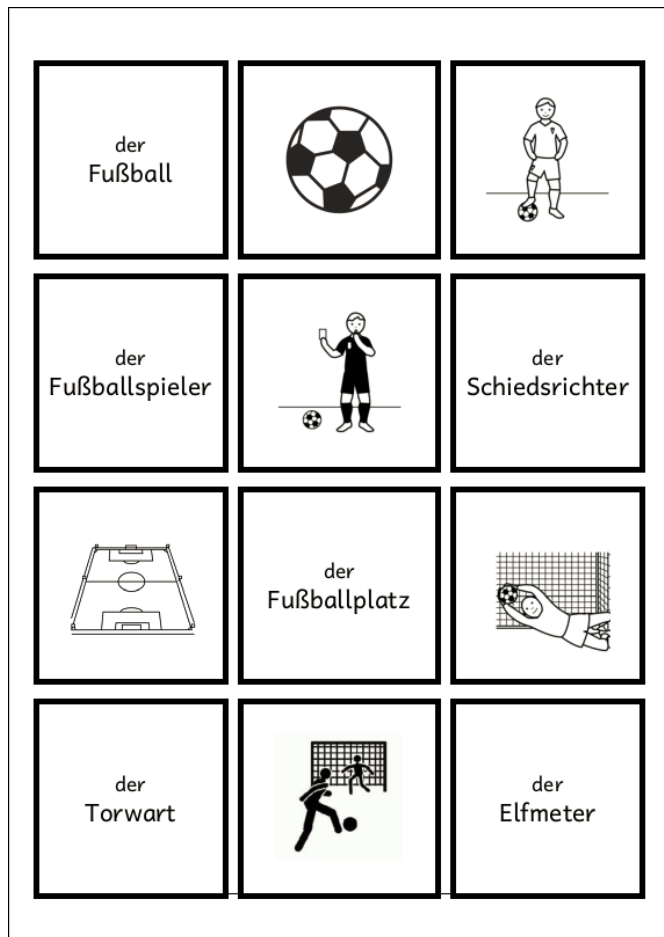 der
Fußball
der
Fußballspieler
der
Schiedsrichter
der
Fußballplatz
der
Torwart
der
Elfmeter